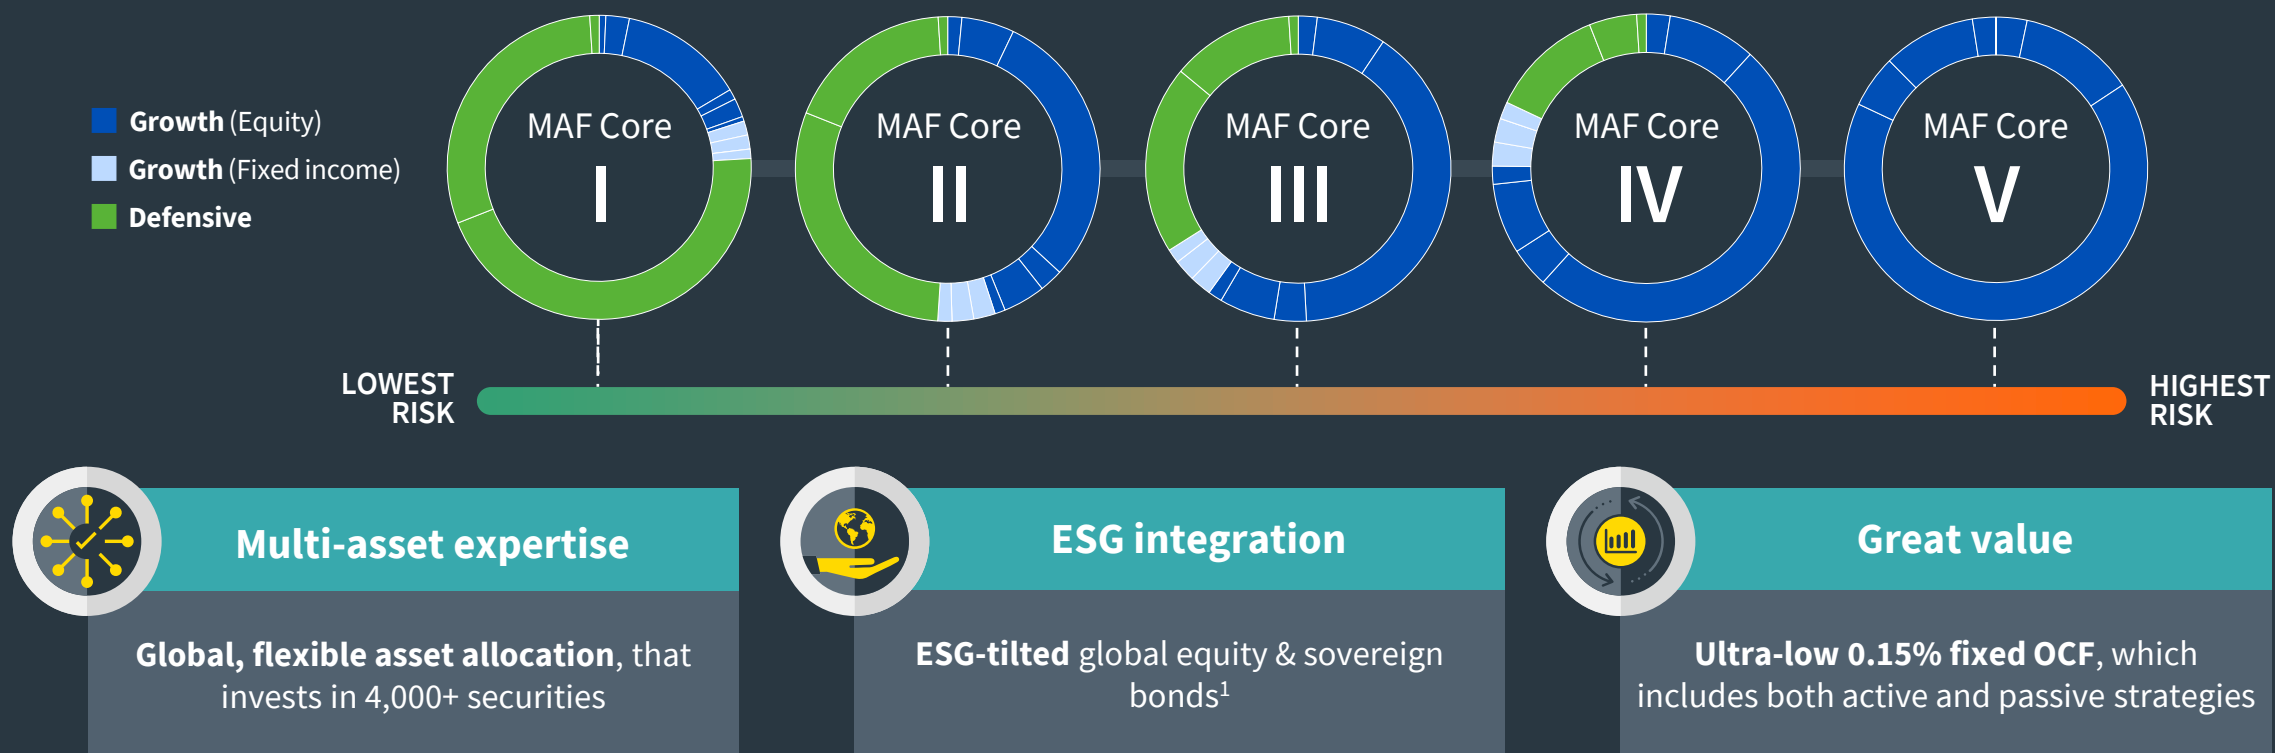 Growth (Equity)
Growth (Fixed income)
Defensive
MAF Core
I
MAF Core
II
MAF Core
III
MAF Core
IV
MAF Core
V
LOWEST
RISK
HIGHEST
RISK
Multi-asset expertise
Global, flexible asset allocation, that
invests in 4,000+ securities
ESG integration
ESG-tilted global equity & sovereign
bonds¹
Great value
Ultra-low 0.15% fixed OCF, which
includes both active and passive strategies